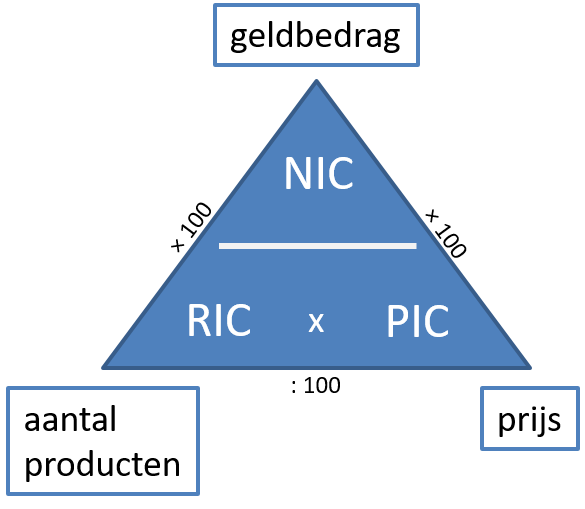 geldbedrag
NIC
× 100
× 100
RIC x PIC
: 100
aantal
producten
prijs